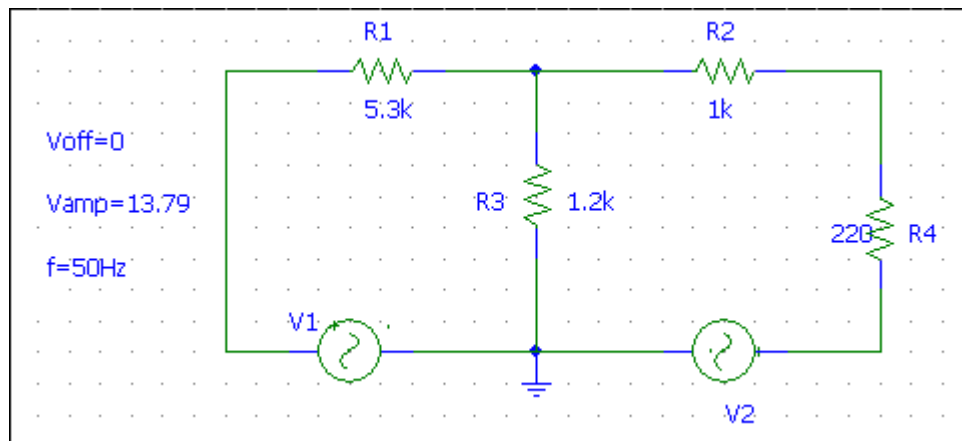 R1
R2
5.3k
1k
Voff=0
Vamp=13.79
R3
1.2k
220
R4
f=50Hz
V1
V2